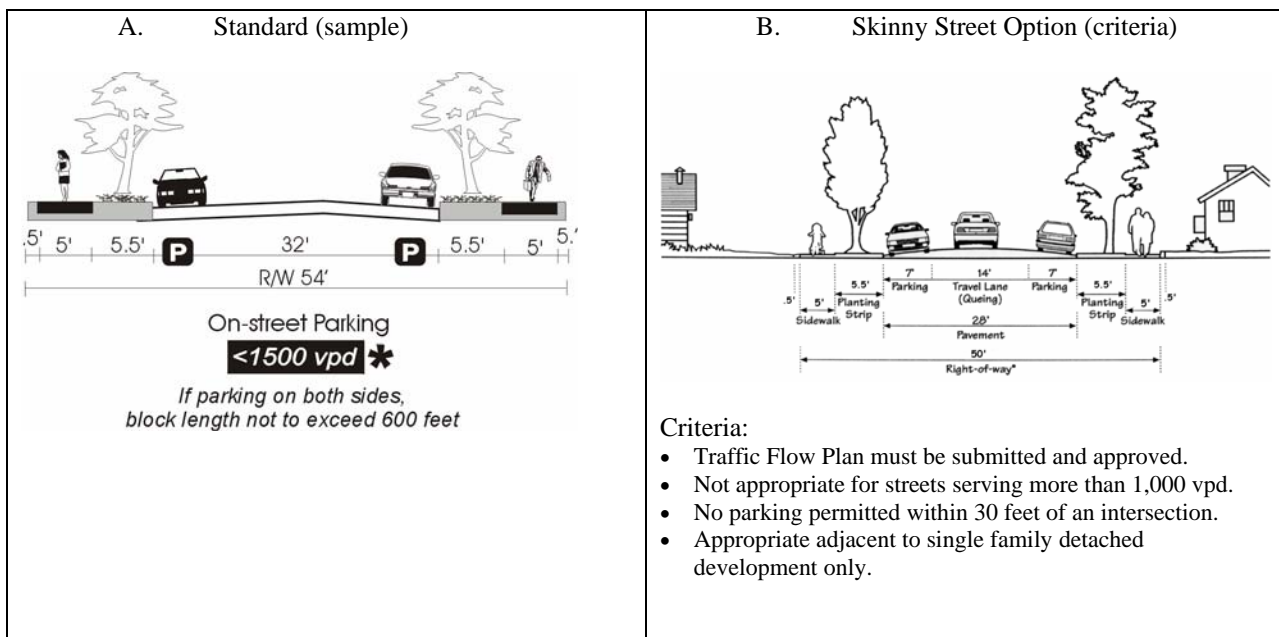 A. Standard (sample)
.5' 5' 5.5' P 32' P 5.5' 5' 5.'
R/W 54'
On-street Parking
<1500 vpd *
If parking on both sides,
block length not to exceed 600 feet
B. Skinny Street Option (criteria)
7' 14' 7'
5.5' Parking Travel Lane Parking 5.5'
.5' 5' Planting (Queing) Planting 5' .5'
Sidewalk Strip Strip Sidewalk
28'
Pavement
50'
Right-of-way"
Criteria:
• Traffic Flow Plan must be submitted and approved.
• Not appropriate for streets serving more than 1,000 vpd.
• No parking permitted within 30 feet of an intersection.
• Appropriate adjacent to single family detached
development only.